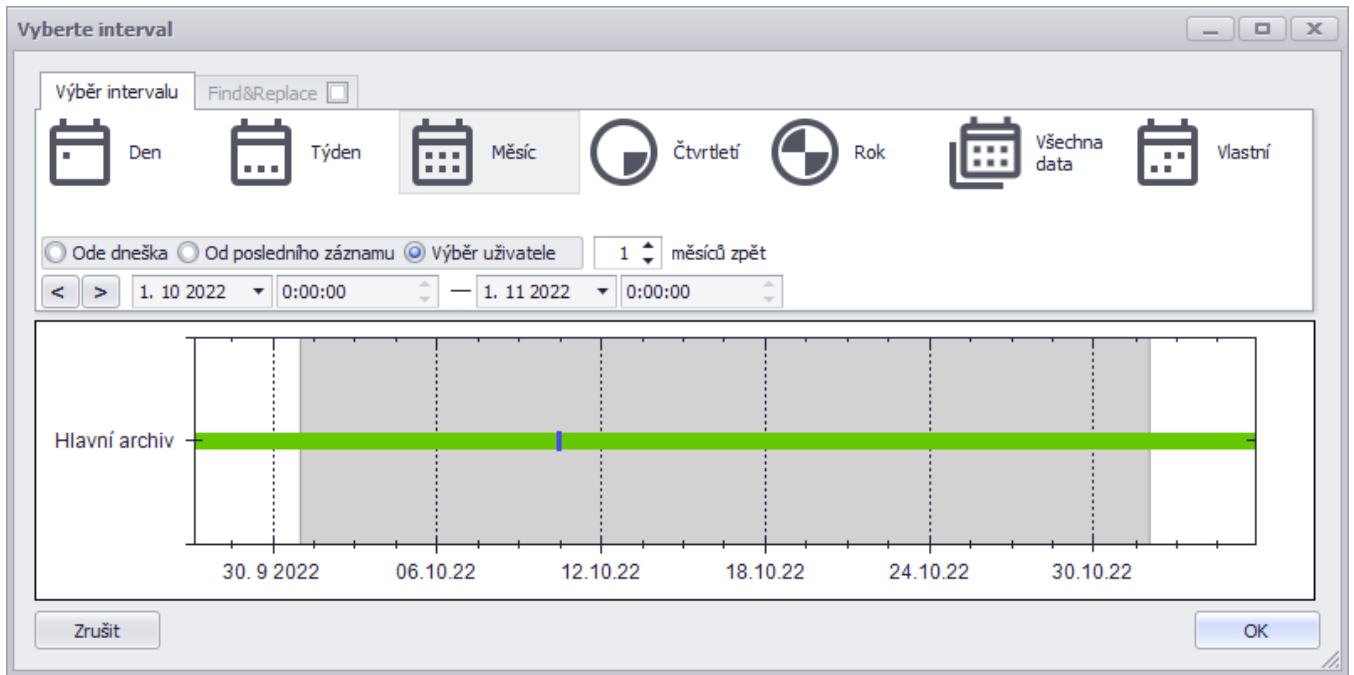 Vyberte interval
Výběr intervalu Find&Replace
Den Týden Měsíc Čtvrtletí Rok Všechna data Vlastní
Ode dneška Od posledního záznamu Výběr uživatele 1 měsíců zpět
< > 1. 10 2022 0:00:00 — 1. 11 2022 0:00:00
Hlavní archiv
30. 9 2022 06.10.22 12.10.22 18.10.22 24.10.22 30.10.22
Zrušit OK